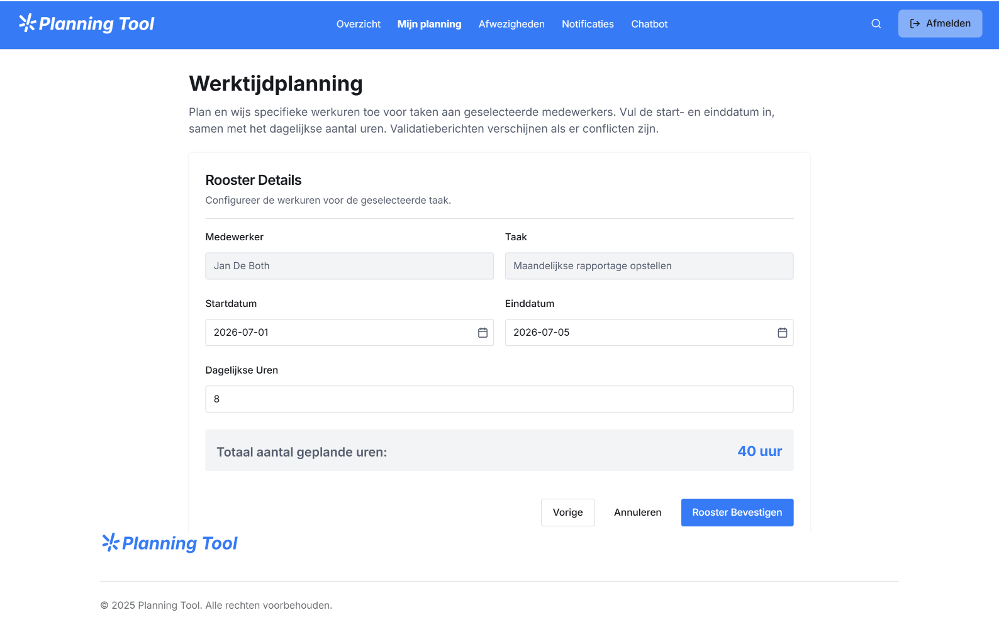 Planning Tool
Overzicht
Mijn planning
Afwezigheden
Notificaties
Chatbot
Afmelden
Werktijdplanning
Plan en wijs specifieke werkuren toe voor taken aan geselecteerde medewerkers. Vul de start- en einddatum in,
samen met het dagelijkse aantal uren. Validatieberichten verschijnen als er conflicten zijn.
Rooster Details
Configureer de werkuren voor de geselecteerde taak.
Medewerker
Jan De Both
Taak
Maandelijkse rapportage opstellen
Startdatum
2026-07-01
Einddatum
2026-07-05
Dagelijkse Uren
8
Totaal aantal geplande uren:
40 uur
Vorige
Annuleren
Rooster Bevestigen
Planning Tool
© 2025 Planning Tool. Alle rechten voorbehouden.